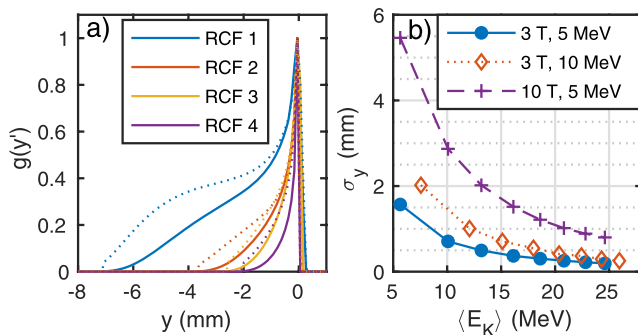 a)
RCF 1
RCF 2
RCF 3
RCF 4
g(y')
1
0.8
0.6
0.4
0.2
0
-8
-6
-4
-2
0
y (mm)
b)
3 T, 5 MeV
3 T, 10 MeV
10 T, 5 MeV
σy (mm)
6
4
2
0
5
10
15
20
25
⟨EK⟩ (MeV)